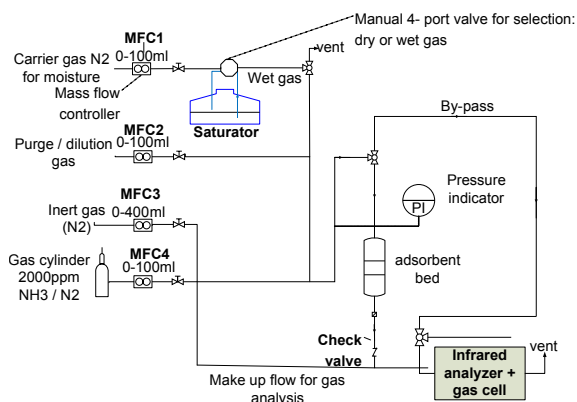 MFC1
0-100ml
Carrier gas N2
for moisture
Mass flow
controller
Manual 4- port valve for selection:
dry or wet gas
vent
Wet gas
Saturator
MFC2
0-100ml
Purge / dilution
gas
By-pass
MFC3
0-400ml
Inert gas
(N2)
Pressure
indicator
PI
MFC4
0-100ml
Gas cylinder
2000ppm
NH3 / N2
adsorbent
bed
Check
valve
Make up flow for gas
analysis
Infrared
analyzer +
gas cell
vent